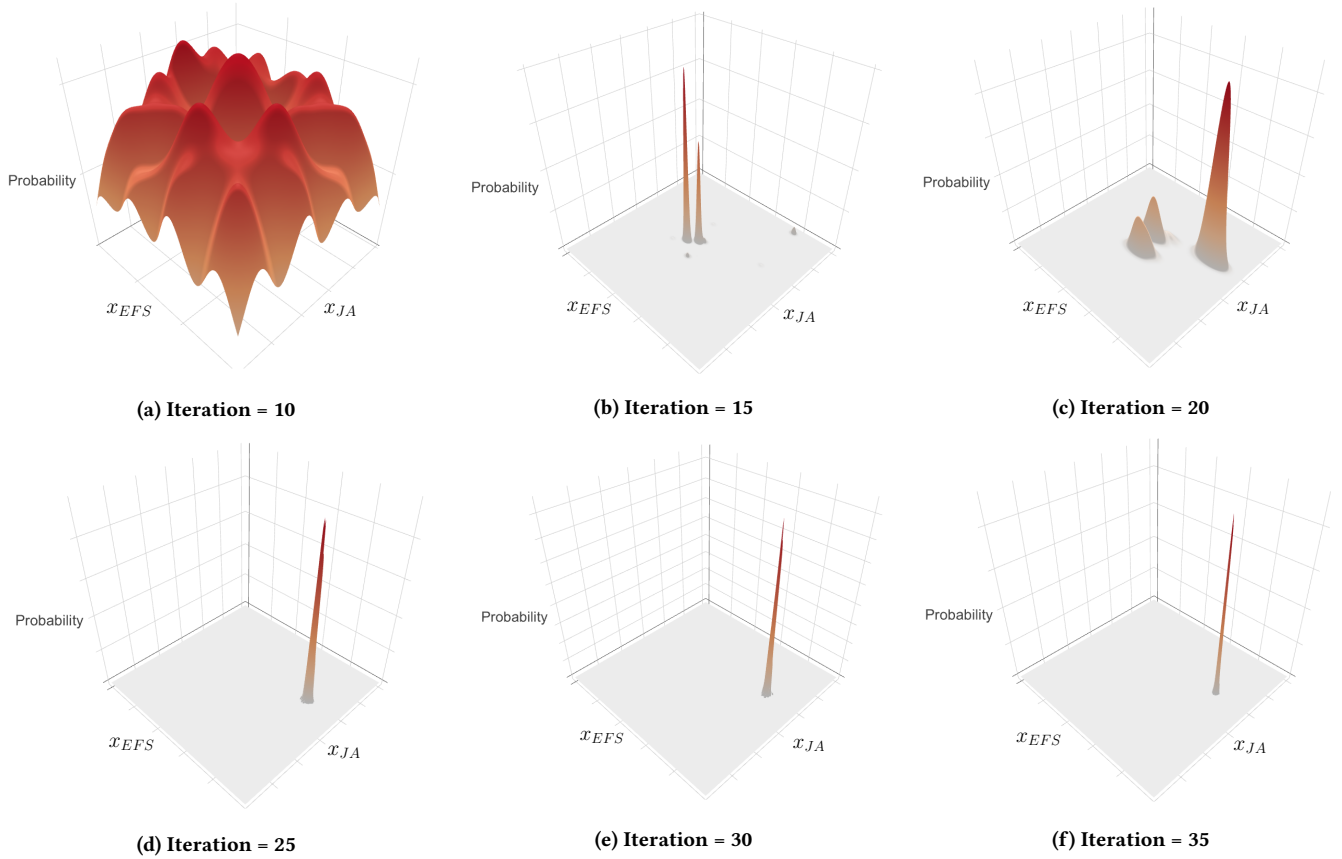 Probability
x_{EFS}
x_{JA}
(a) Iteration = 10
Probability
x_{EFS}
x_{JA}
(b) Iteration = 15
Probability
x_{EFS}
x_{JA}
(c) Iteration = 20
Probability
x_{EFS}
x_{JA}
(d) Iteration = 25
Probability
x_{EFS}
x_{JA}
(e) Iteration = 30
Probability
x_{EFS}
x_{JA}
(f) Iteration = 35